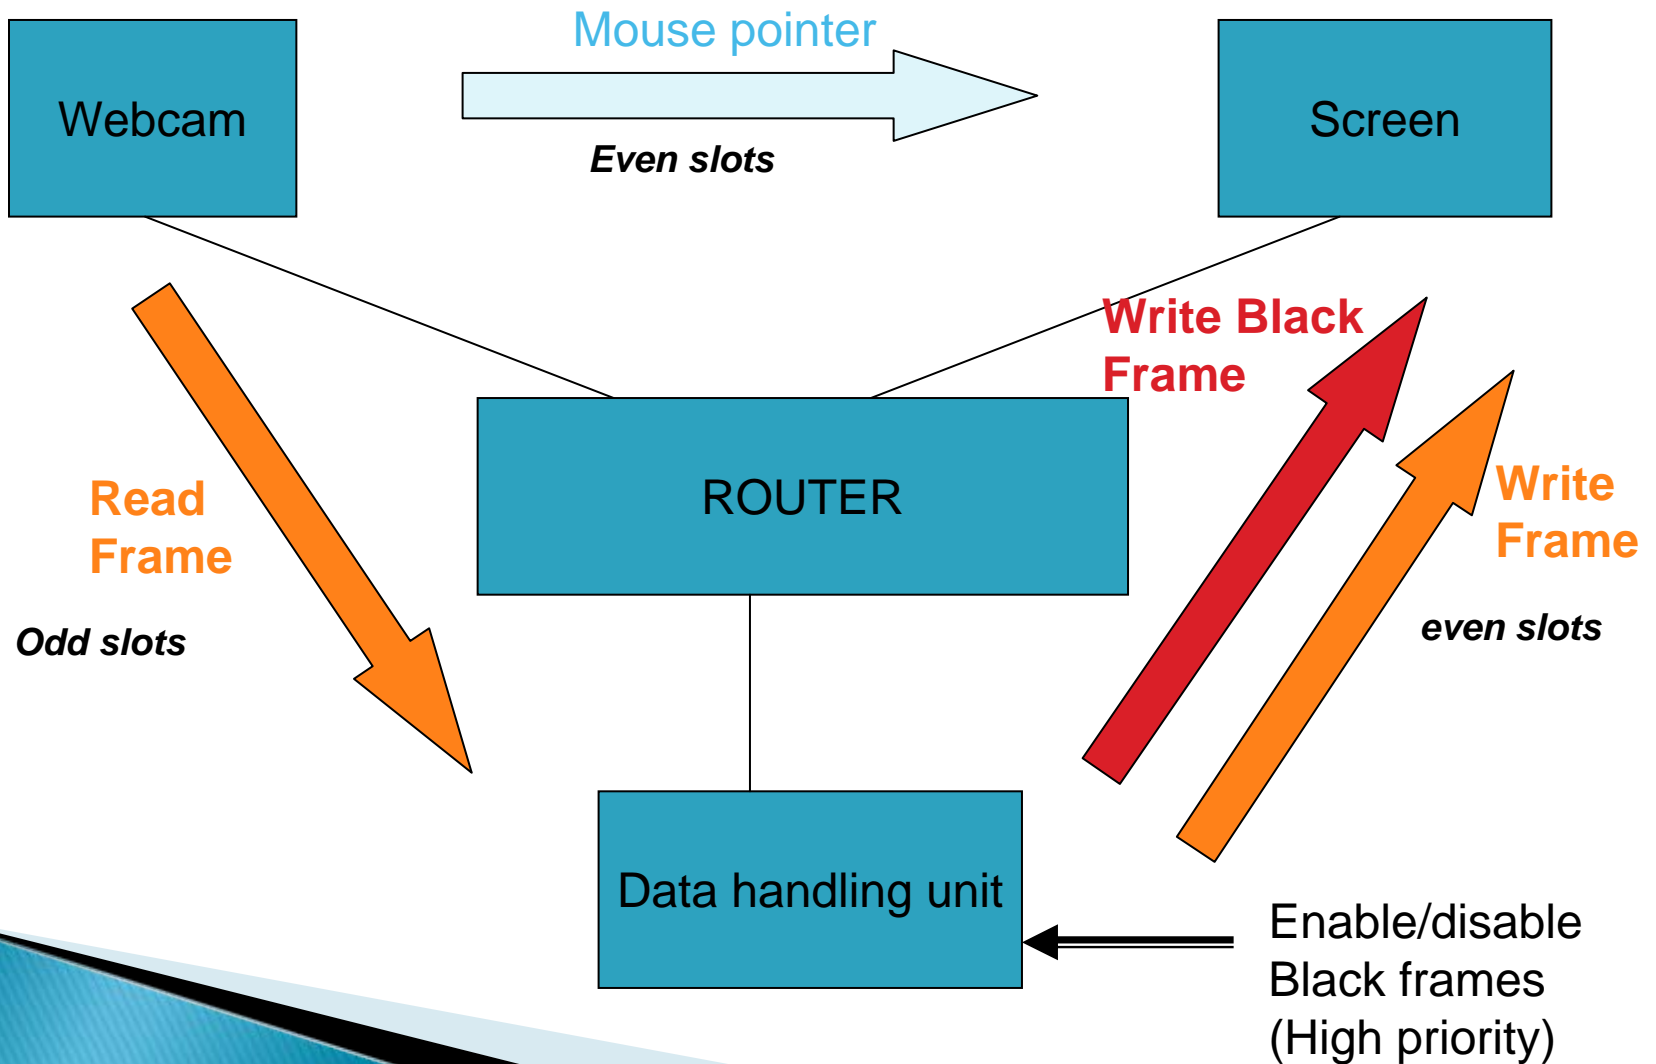 Mouse pointer
Webcam
Screen
Even slots
Write Black
Frame
Read
Frame
ROUTER
Write
Frame
Odd slots
even slots
Data handling unit
Enable/disable
Black frames
(High priority)